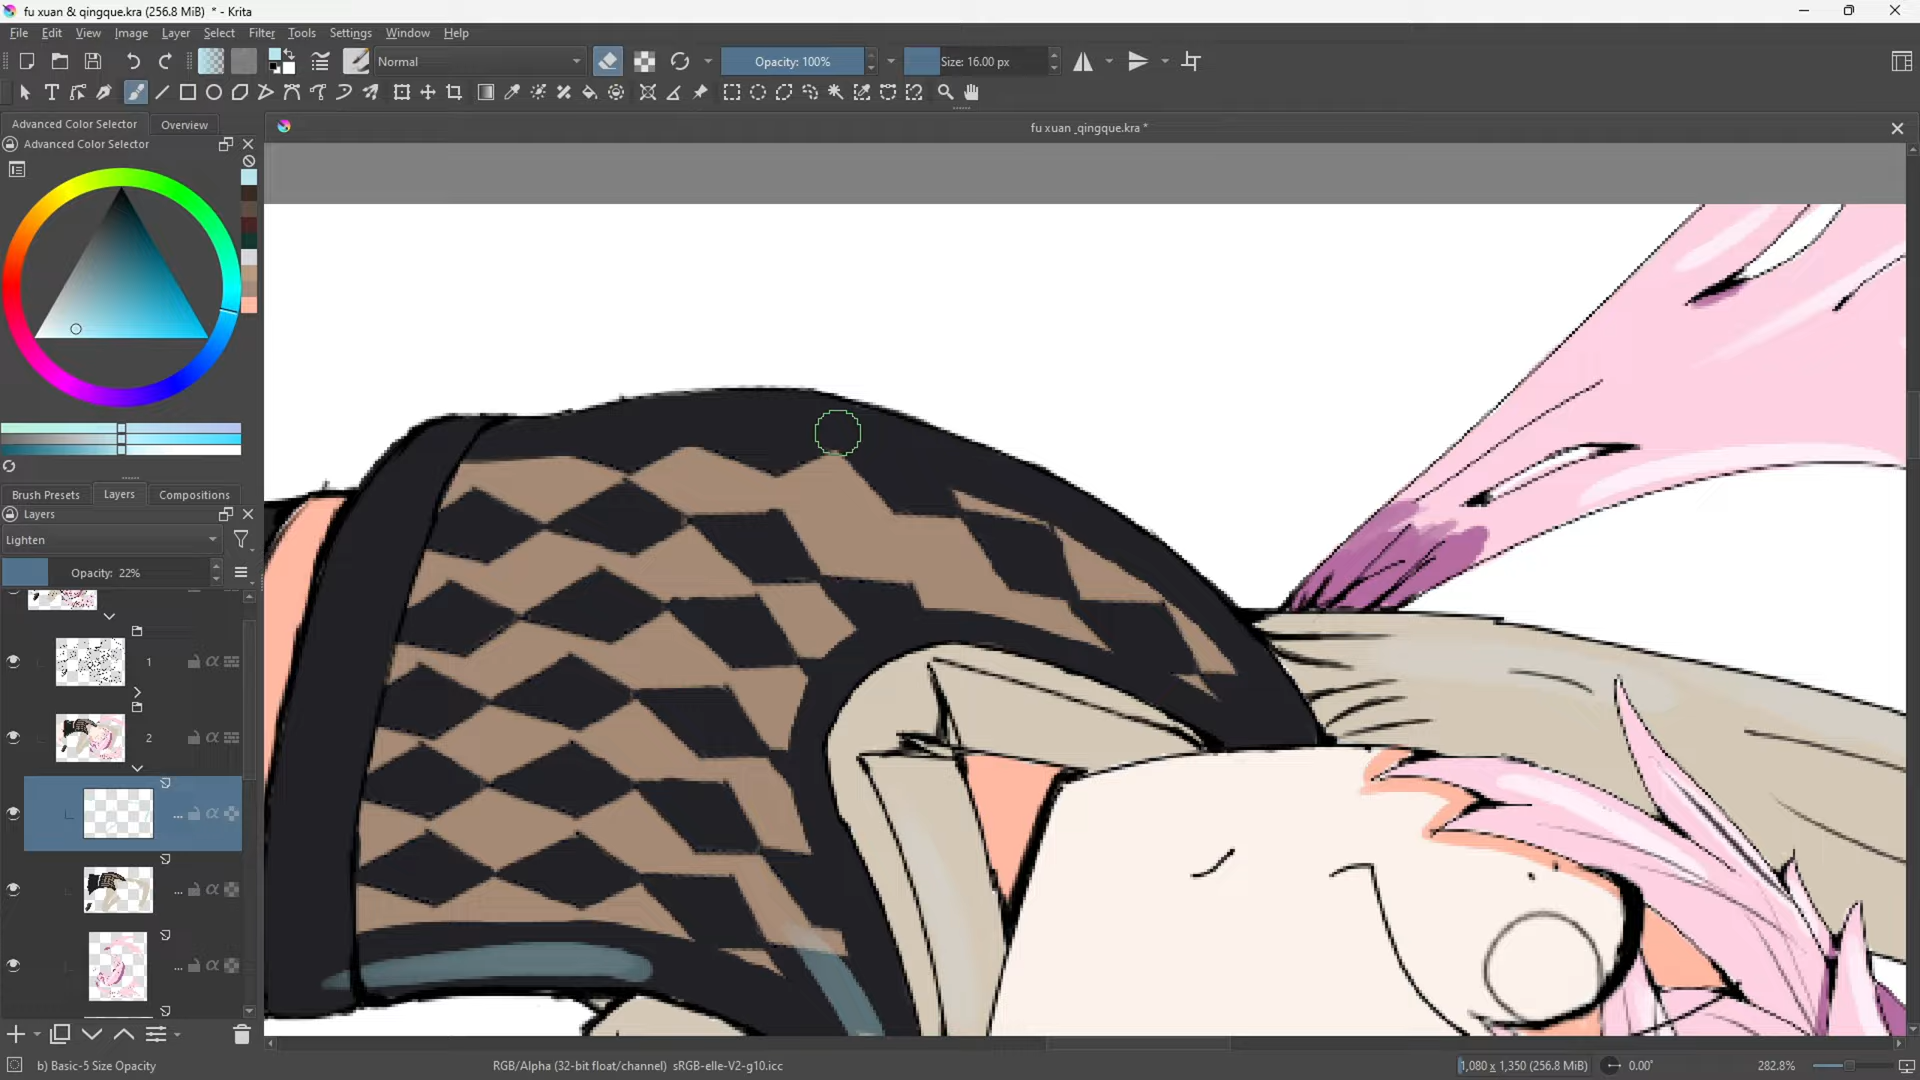 fu xuan & qingque.kra (256.8 MiB) * - Krita
File Edit View Image Layer Select Filter Tools Settings Window Help
Normal
Opacity: 100%
Size: 16.00 px
Advanced Color Selector
Overview
fu xuan _qingque.kra *
Advanced Color Selector
Brush Presets
Layers
Compositions
Layers
Lighten
Opacity: 22%
1
2
...
...
...
b) Basic-5 Size Opacity
RGB/Alpha (32-bit float/channel) sRGB-elle-V2-g10.icc
1,080 x 1,350 (256.8 MiB)
0.00°
282.8%